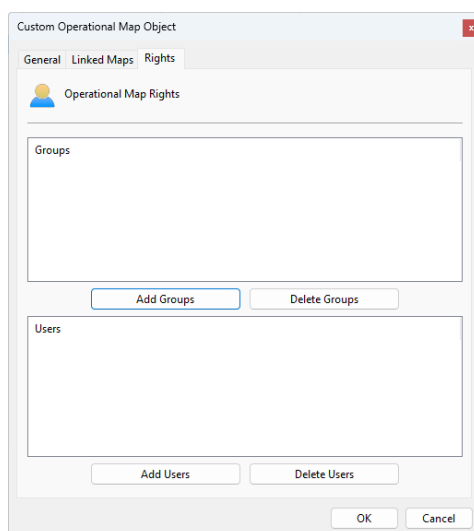 Custom Operational Map Object
x
General Linked Maps Rights
Operational Map Rights
Groups
Add Groups Delete Groups
Users
Add Users Delete Users
OK Cancel